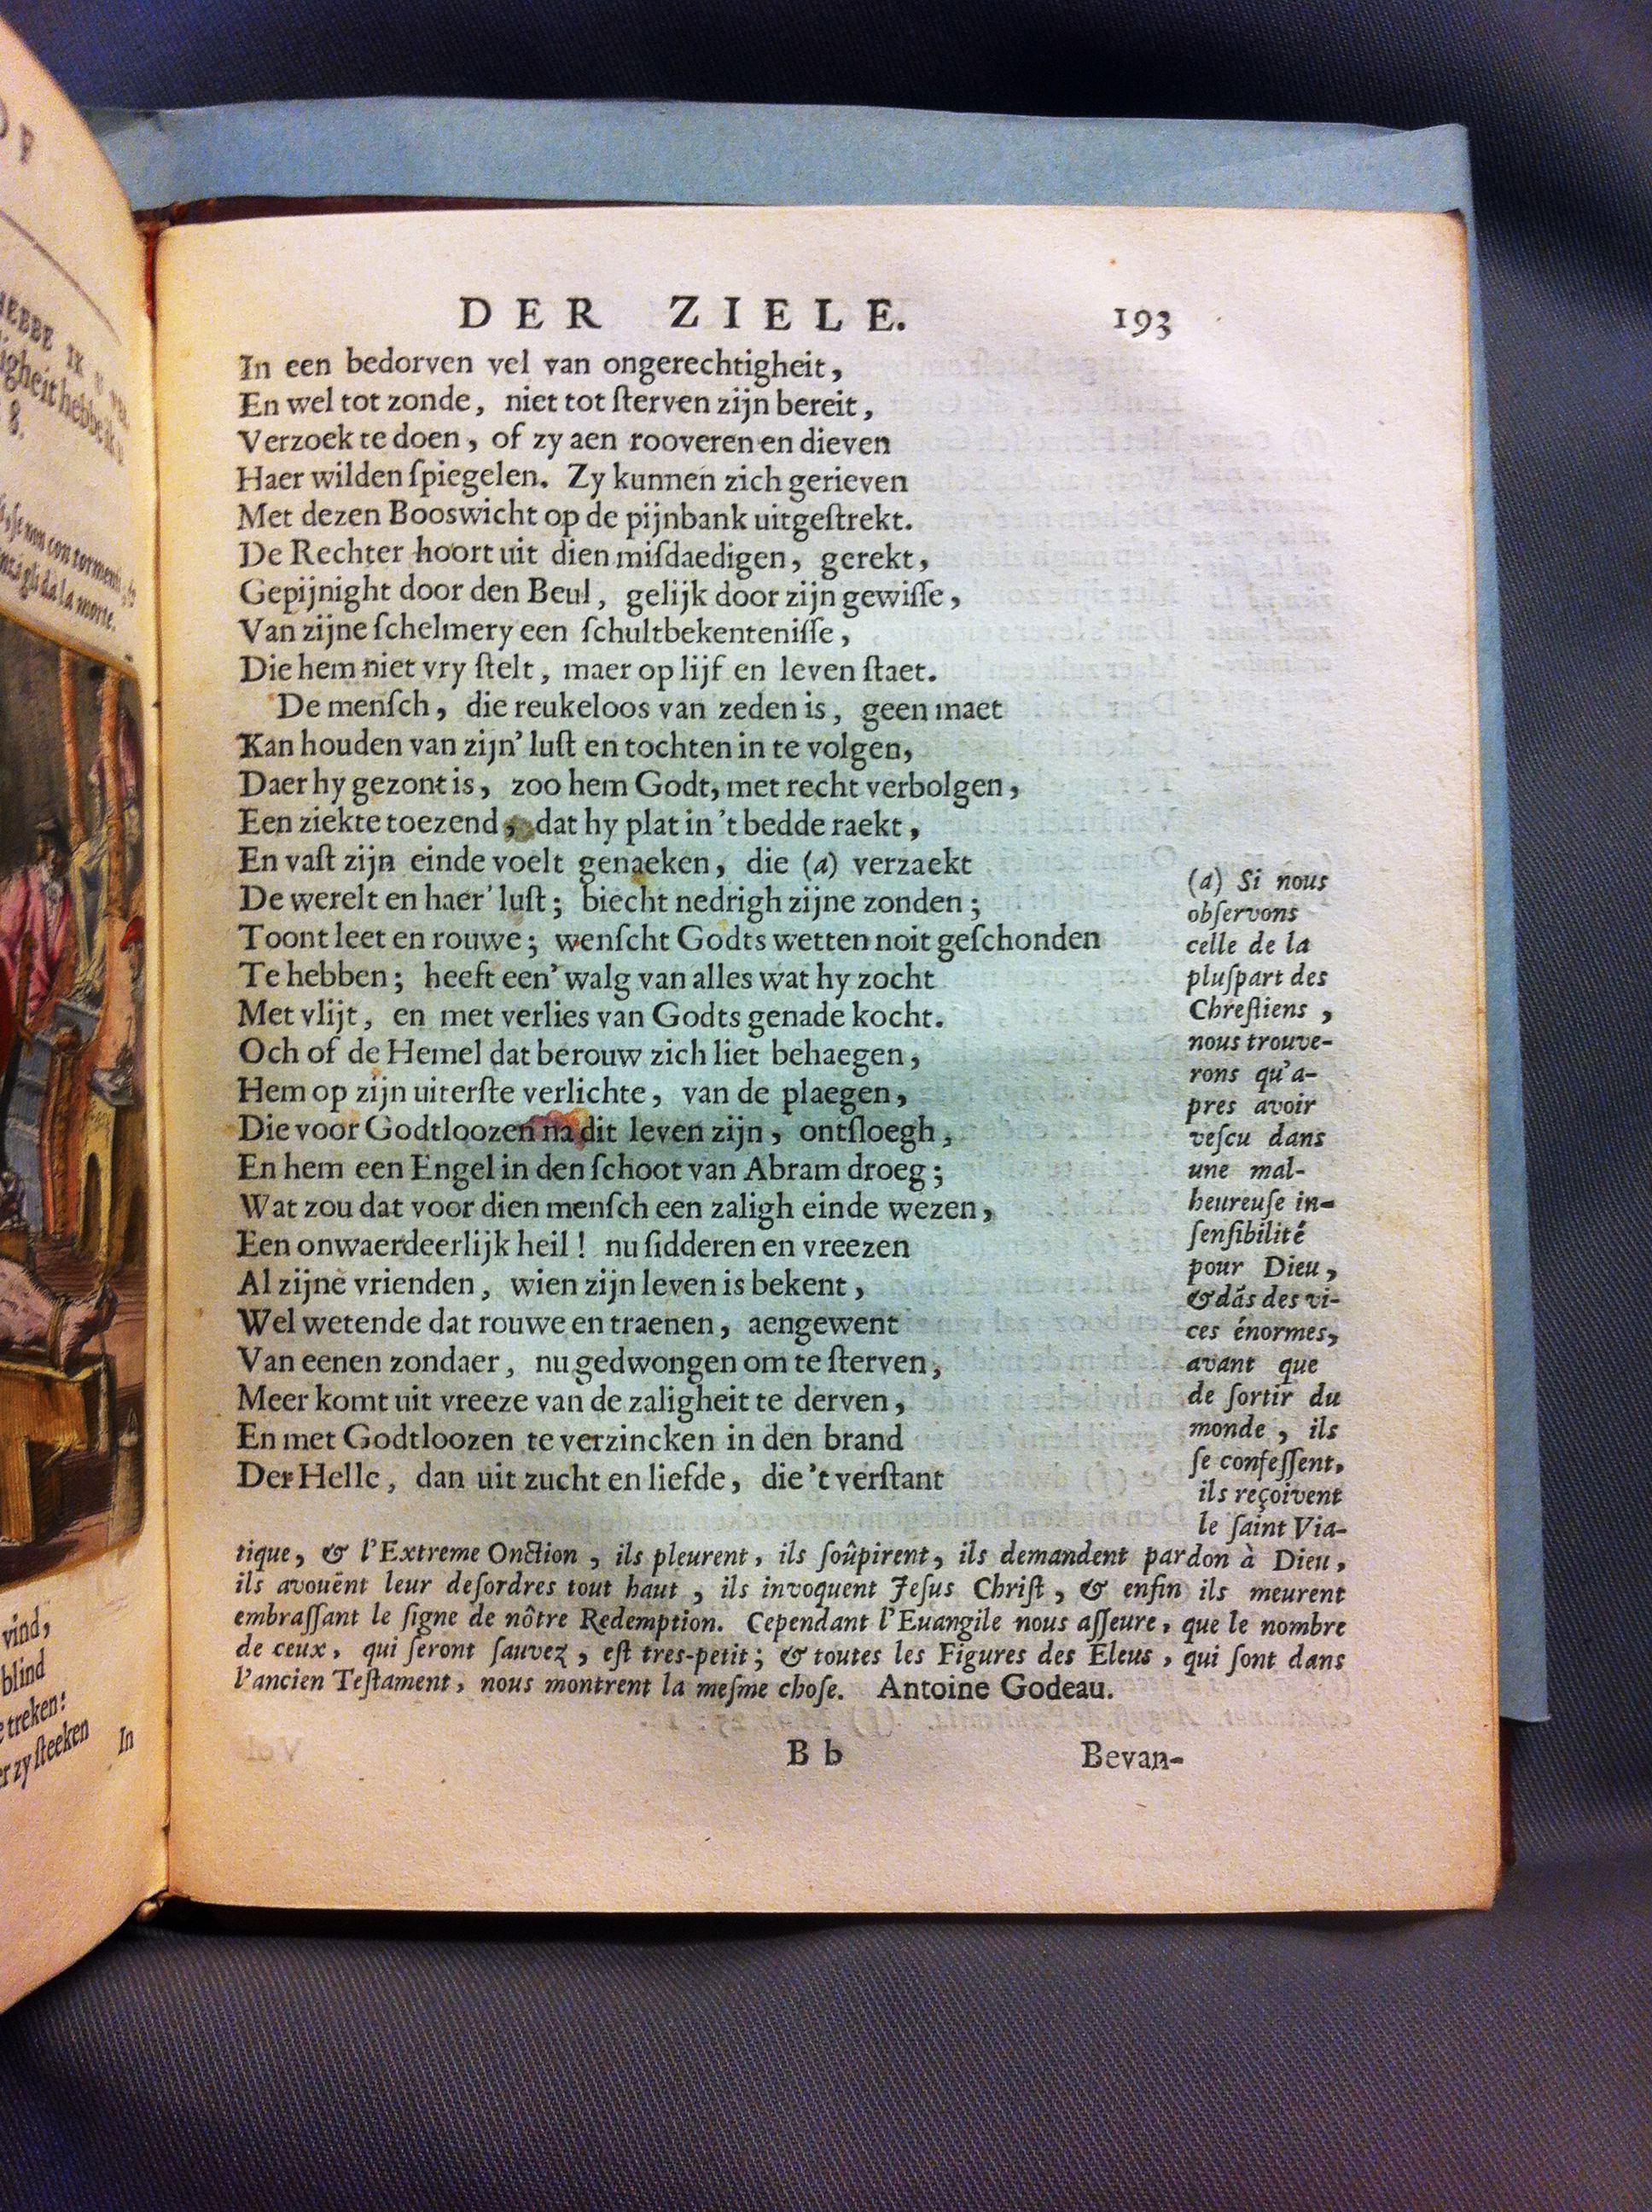 OP
HEBBE IK U
8.
vind,
blind
treken:
er zy steeken
In
DER ZIELE. 193
In een bedorven vel van ongerechtigheit,
En wel tot zonde, niet tot ſterven zijn bereit,
Verzoek te doen, of zy aen rooveren en dieven
Haer wilden ſpiegelen. Zy kunnen zich gerieven
Met dezen Booswicht op de pijnbank uitgeſtrekt.
De Rechter hoort uit dien miſdaedigen, gerekt,
Gepijnight door den Beul, gelijk door zijn gewiſſe,
Van zijne ſchelmery een ſchultbekenteniſſe,
Die hem niet vry ſtelt, maer op lijf en leven ſtaet.
De menſch, die reukeloos van zeden is, geen maet
Kan houden van zijn' luſt en tochten in te volgen,
Daer hy gezont is, zoo hem Godt, met recht verbolgen,
Een ziekte toezend, dat hy plat in 't bedde raekt,
En vaſt zijn einde voelt genaeken, die (a) verzaekt
De werelt en haer' luſt; biecht nedrigh zijne zonden;
Toont leet en rouwe; wenſcht Godts wetten noit geſchonden
Te hebben; heeft een' walg van alles wat hy zocht
Met vlijt, en met verlies van Godts genade kocht.
Och of de Hemel dat berouw zich liet behaegen,
Hem op zijn uiterſte verlichte, van de plaegen,
Die voor Godtloozen na dit leven zijn, ontſloegh,
En hem een Engel in den ſchoot van Abram droeg;
Wat zou dat voor dien menſch een zaligh einde wezen,
Een onwaerdeerlijk heil! nu ſidderen en vreezen
Al zijne vrienden, wien zijn leven is bekent,
Wel wetende dat rouwe en traenen, aengewent
Van eenen zondaer, nu gedwongen om te ſterven,
Meer komt uit vreeze van de zaligheit te derven,
En met Godtloozen te verzincken in den brand
Der Helle, dan uit zucht en liefde, die 't verſtant
(a) Si nous
obſervons
celle de la
pluſpart des
Chreſtiens,
nous trouve-
rons qu'a-
pres avoir
veſcu dans
une mal-
heureuſe in-
ſenſibilité
pour Dieu,
& dãs des vi-
ces énormes,
avant que
de ſortir du
monde, ils
ſe confeſſent,
ils reçoivent
le ſaint Via-
tique, & l'Extreme Onction, ils pleurent, ils ſoûpirent, ils demandent pardon à Dieu,
ils avouënt leur deſordres tout haut, ils invoquent Jeſus Chriſt, & enfin ils meurent
embraſſant le ſigne de nôtre Redemption. Cependant l'Euangile nous aſſeure, que le nombre
de ceux, qui ſeront ſauvez, eſt tres-petit; & toutes les Figures des Eleus, qui ſont dans
l'ancien Teſtament, nous montrent la meſme choſe. Antoine Godeau.
B b Bevan-